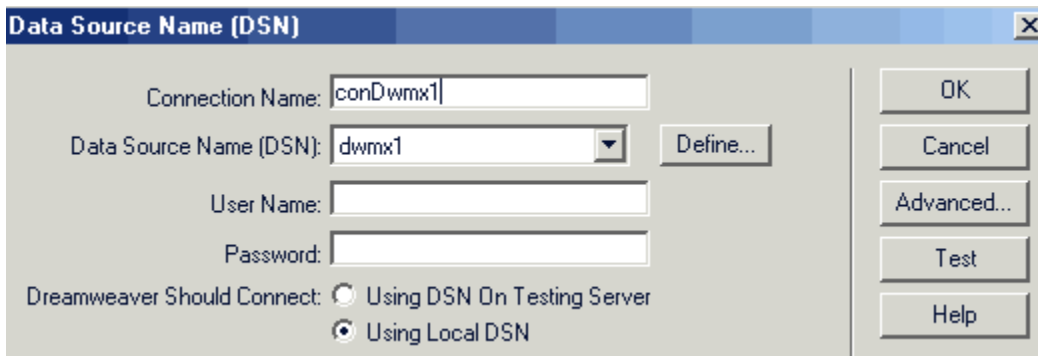 Data Source Name (DSN)
Connection Name: conDwmx1
Data Source Name (DSN): dwmx1 Define...
User Name:
Password:
Dreamweaver Should Connect: Using DSN On Testing Server
Using Local DSN
OK
Cancel
Advanced...
Test
Help